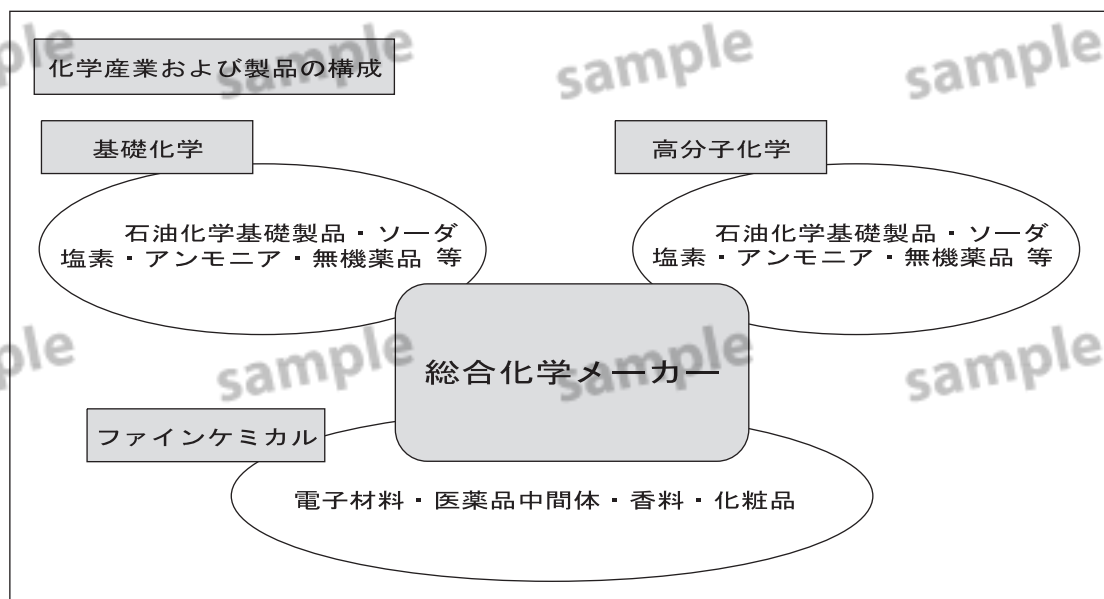 化学産業および製品の構成
基礎化学
高分子化学
石油化学基礎製品・ソーダ
塩素・アンモニア・無機薬品 等
石油化学基礎製品・ソーダ
塩素・アンモニア・無機薬品 等
総合化学メーカー
ファインケミカル
電子材料・医薬品中間体・香料・化粧品
sample
sample
sample
sample
sample
sample
sample
sample